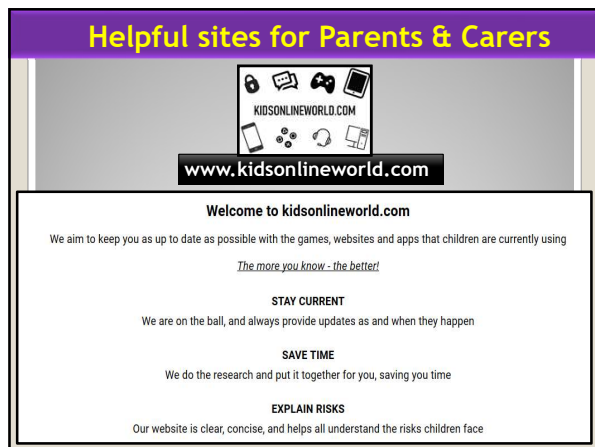 Helpful sites for Parents & Carers
KIDSONLINEWORLD.COM
www.kidsonlineworld.com
Welcome to kidsonlineworld.com
We aim to keep you as up to date as possible with the games, websites and apps that children are currently using
The more you know - the better!
STAY CURRENT
We are on the ball, and always provide updates as and when they happen
SAVE TIME
We do the research and put it together for you, saving you time
EXPLAIN RISKS
Our website is clear, concise, and helps all understand the risks children face